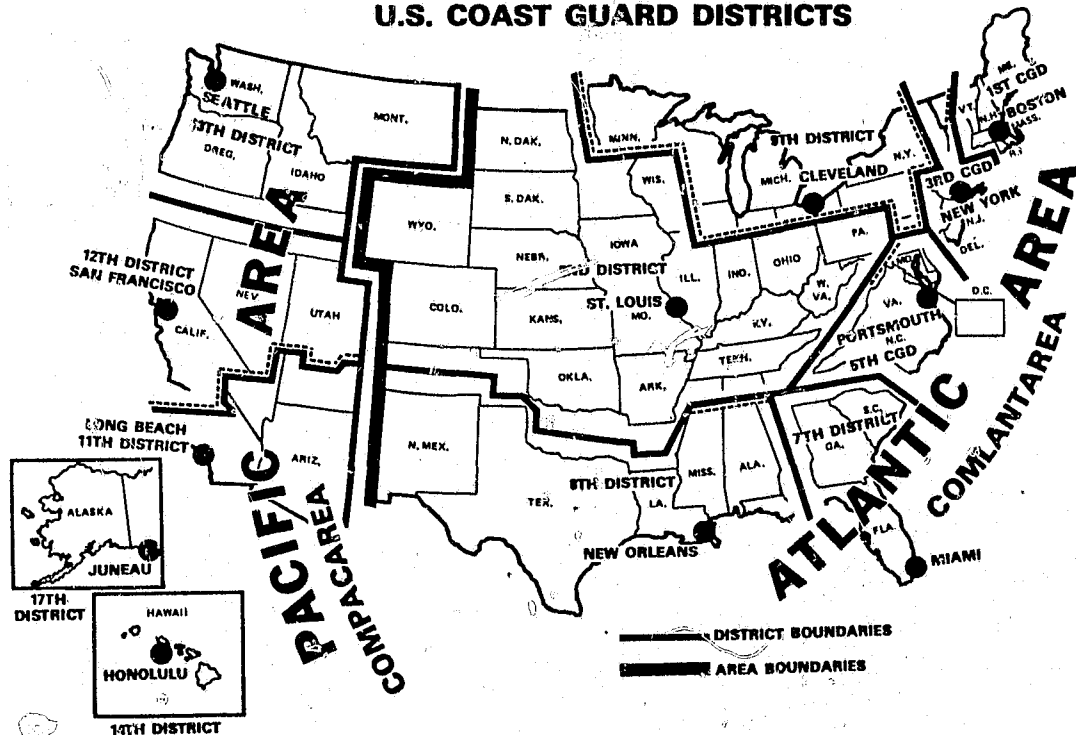 U.S. COAST GUARD DISTRICTS
WASH.
SEATTLE
13TH DISTRICT
OREG.
IDAHO
MONT.
N. DAK.
S. DAK.
WYO.
NEBR.
MINN.
WIS.
IOWA
MICH.
9TH DISTRICT
CLEVELAND
N.Y.
VT.
ME.
1ST CGD
N.H.
BOSTON
MASS.
R.I.
3RD CGD
NEW YORK
N.J.
DEL.
PA.
MD.
D.C.
12TH DISTRICT
SAN FRANCISCO
CALIF.
NEV.
UTAH
COLO.
KANS.
2ND DISTRICT
ST. LOUIS
MO.
ILL.
IND.
OHIO
W.
VA.
KY.
VA.
PORTSMOUTH
N.C.
5TH CGD
TENN.
OKLA.
ARK.
LONG BEACH
11TH DISTRICT
ARIZ.
N. MEX.
TEX.
8TH DISTRICT
LA.
MISS.
ALA.
NEW ORLEANS
7TH DISTRICT
S.C.
GA.
FLA.
MIAMI
PACIFIC AREA
COMPACAREA
ATLANTIC AREA
COMLANTAREA
ALASKA
JUNEAU
17TH
DISTRICT
HAWAII
HONOLULU
14TH DISTRICT
DISTRICT BOUNDARIES
AREA BOUNDARIES